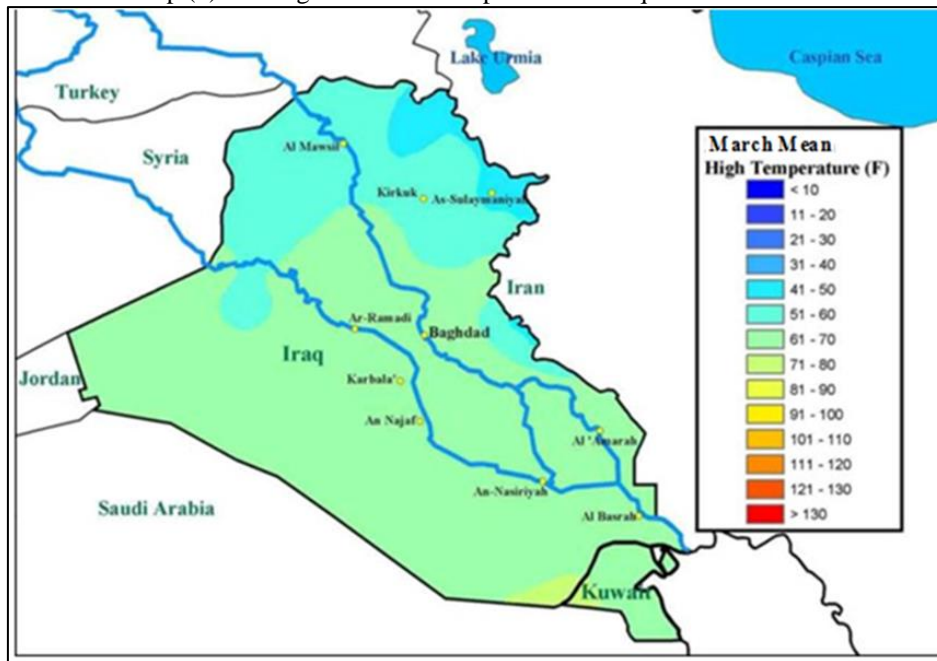 Lake Urmia
Caspian Sea
Turkey
Syria
Al Mawsil
Kirkuk
As-Sulaymaniyah
Iran
Ar-Ramadi
Baghdad
Iraq
Jordan
Karbala'
An Najaf
Al 'Amarah
An-Nasiriyah
Saudi Arabia
Al Basrah
Kuwait
March Mean
High Temperature (F)
< 10
11 - 20
21 - 30
31 - 40
41 - 50
51 - 60
61 - 70
71 - 80
81 - 90
91 - 100
101 - 110
111 - 120
121 - 130
> 130